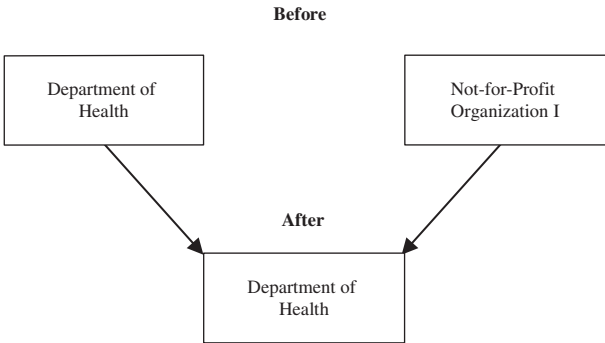 Before
Department of
Health
Not-for-Profit
Organization I
After
Department of
Health